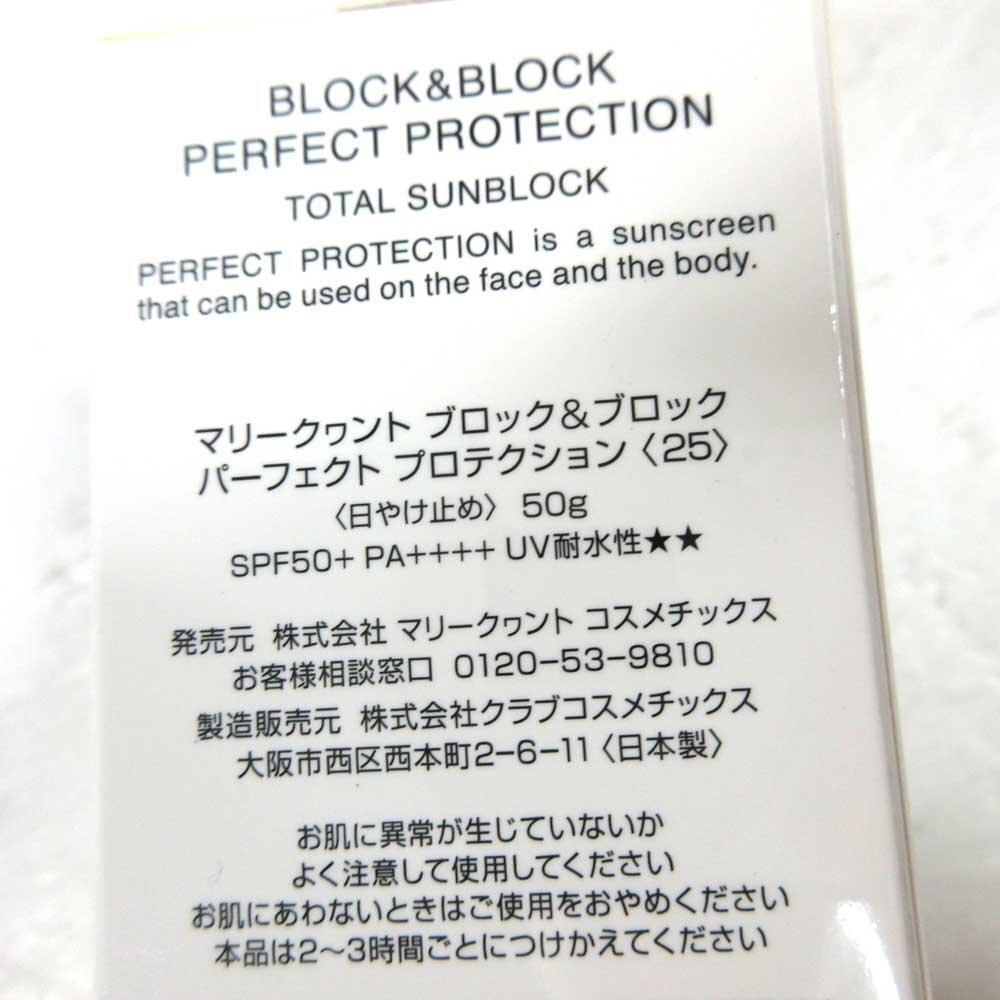 BLOCK&BLOCK
PERFECT PROTECTION
TOTAL SUNBLOCK
PERFECT PROTECTION is a sunscreen
that can be used on the face and the body.
マリークヮント ブロック&ブロック
パーフェクト プロテクション〈25〉
〈日やけ止め〉 50g
SPF50+ PA++++ UV耐水性★★
発売元 株式会社 マリークヮント コスメチックス
お客様相談窓口 0120-53-9810
製造販売元 株式会社クラブコスメチックス
大阪市西区西本町2-6-11〈日本製〉
お肌に異常が生じていないか
よく注意して使用してください
お肌にあわないときはご使用をおやめください
本品は2〜3時間ごとにつけかえてください